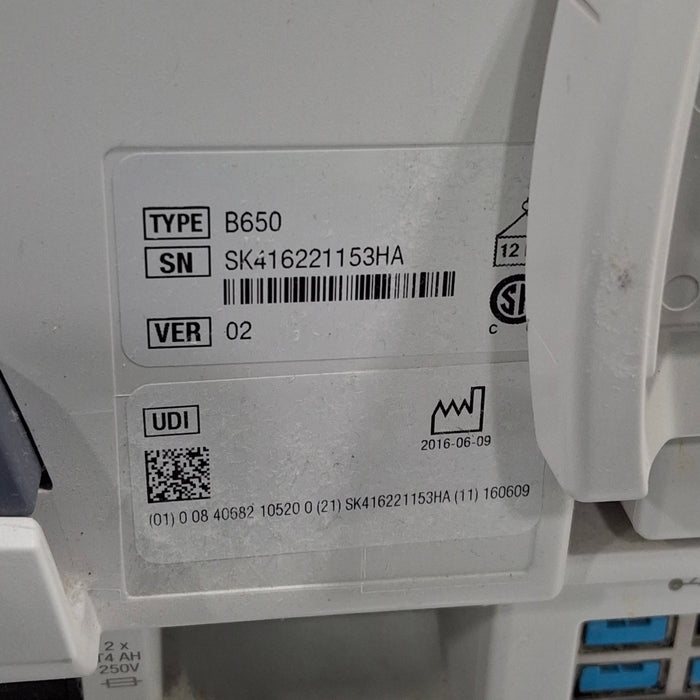 TYPE B650
SN SK416221153HA
12
VER 02
C
UDI
2016-06-09
(01) 0 08 40682 10520 0 (21) SK416221153HA (11) 160609
2 x
T4 AH
250V